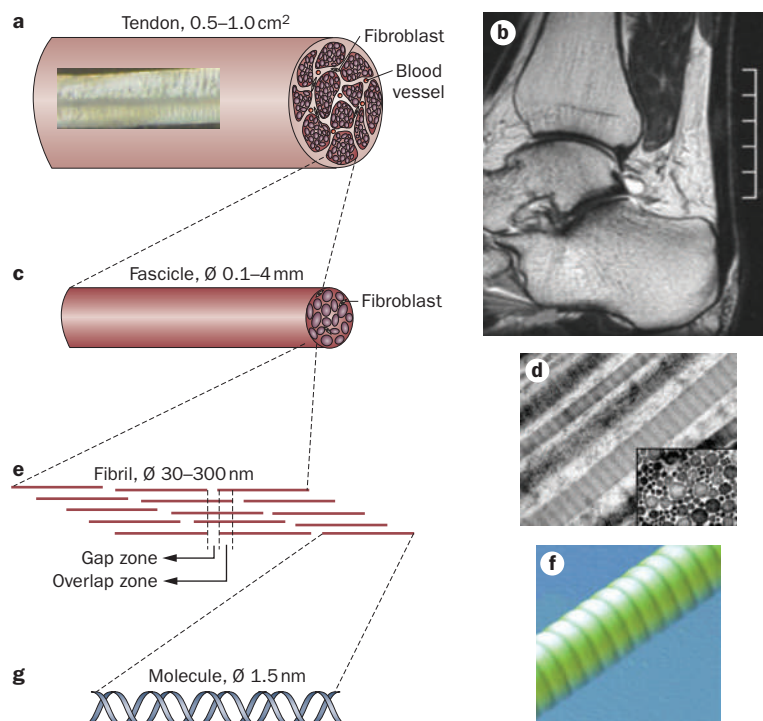 a
Tendon, 0.5–1.0 cm²
Fibroblast
Blood
vessel
b
c
Fascicle, Ø 0.1–4 mm
Fibroblast
d
e
Fibril, Ø 30–300 nm
Gap zone
Overlap zone
f
g
Molecule, Ø 1.5 nm